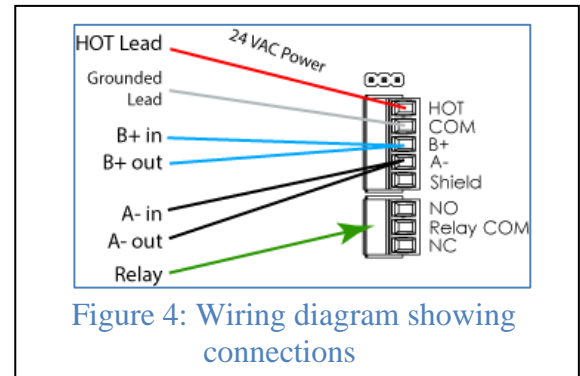 HOT Lead
24 VAC Power
Grounded
Lead
B+ in
B+ out
A- in
A- out
Relay
HOT
COM
B+
A-
Shield
NO
Relay COM
NC
Figure 4: Wiring diagram showing
connections